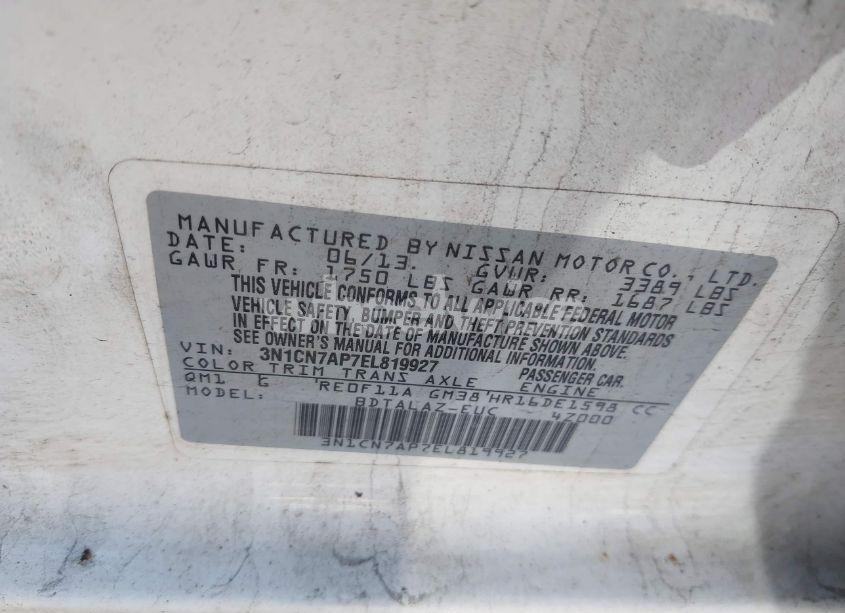 MANUFACTURED BY NISSAN MOTOR CO., LTD.
DATE: 06/13. GVWR: 3389 LBS
GAWR FR: 1750 LBS GAWR RR: 1687 LBS
THIS VEHICLE CONFORMS TO ALL APPLICABLE FEDERAL MOTOR
VEHICLE SAFETY, BUMPER AND THEFT PREVENTION STANDARDS
IN EFFECT ON THE DATE OF MANUFACTURE SHOWN ABOVE.
SEE OWNER'S MANUAL FOR ADDITIONAL INFORMATION.
VIN: 3N1CN7AP7EL819927 PASSENGER CAR.
COLOR TRIM TRANS AXLE ENGINE
QM1 G 'RE0F11A GM38'HR16DE1598 CC
MODEL: BDTALAZ-EUC 4Z000
3N1CN7AP7EL819927